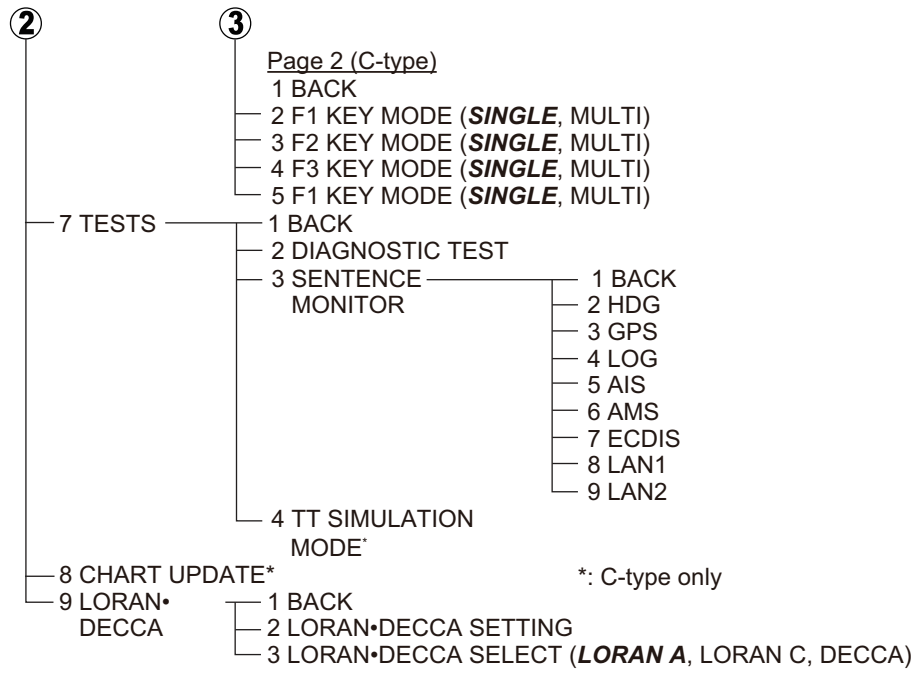 2 3
Page 2 (C-type)
1 BACK
2 F1 KEY MODE (SINGLE, MULTI)
3 F2 KEY MODE (SINGLE, MULTI)
4 F3 KEY MODE (SINGLE, MULTI)
5 F1 KEY MODE (SINGLE, MULTI)
7 TESTS
1 BACK
2 DIAGNOSTIC TEST
3 SENTENCE
MONITOR
1 BACK
2 HDG
3 GPS
4 LOG
5 AIS
6 AMS
7 ECDIS
8 LAN1
9 LAN2
4 TT SIMULATION
MODE*
8 CHART UPDATE*
*: C-type only
9 LORAN•
DECCA
1 BACK
2 LORAN•DECCA SETTING
3 LORAN•DECCA SELECT (LORAN A, LORAN C, DECCA)